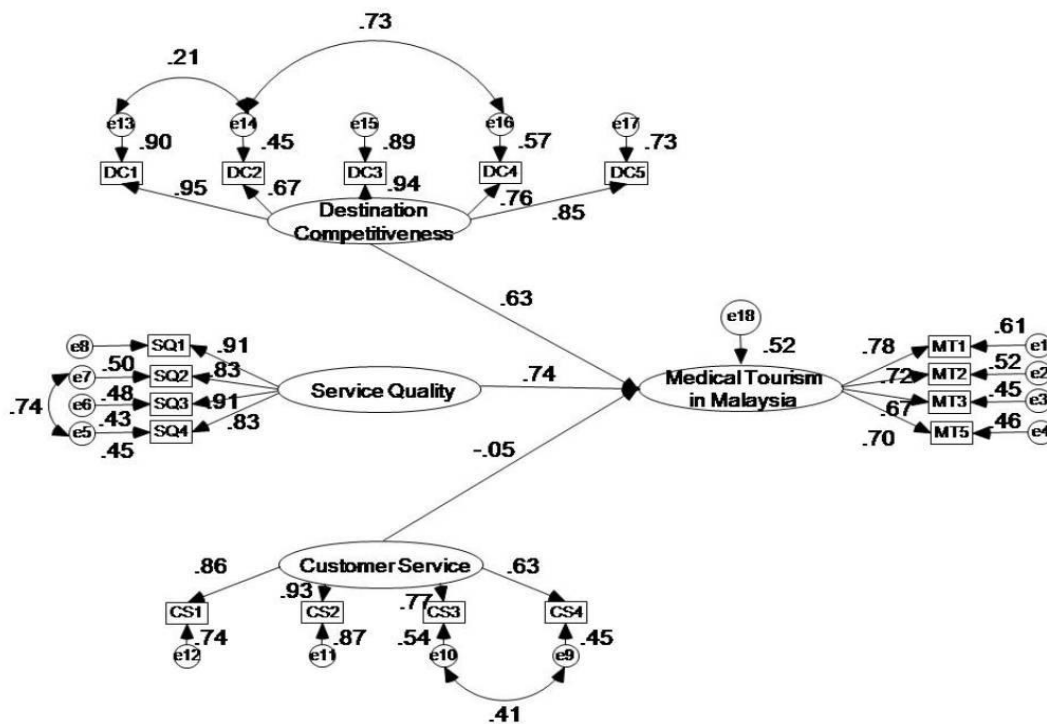 .73
.21
e13 e14 e15 e16 e17
.90 .45 .89 .57 .73
DC1 DC2 DC3 DC4 DC5
.95 .67 .94 .76 .85
Destination
Competitiveness
.63
e18
.52
e8 SQ1 .91
e7 .50 SQ2 .83
e6 .48 SQ3 .91
.74
e5 .43 SQ4 .83
.45
Service Quality
.74
Medical Tourism
in Malaysia
.78 MT1 .61 e1
.72 MT2 .52 e2
MT3 .45 e3
.67
.70 MT5 .46 e4
-.05
Customer Service
.86 .93 .77 .63
CS1 CS2 CS3 CS4
.74 .87 .54 .45
e12 e11 e10 e9
.41